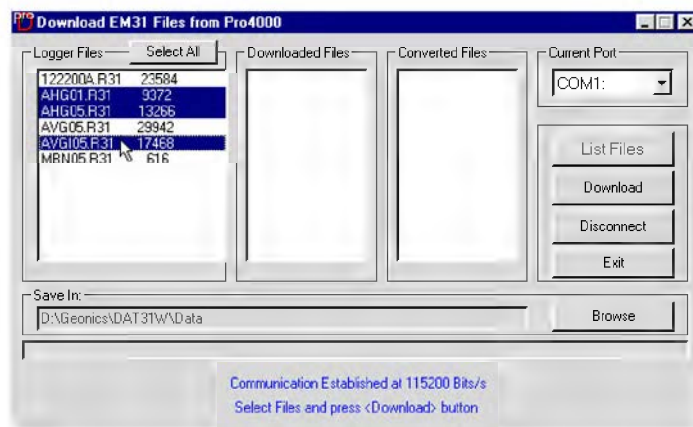 Pro Download EM31 Files from Pro4000
Logger Files Select All Downloaded Files Converted Files Current Port
122200A.R31 23584
AHG01.R31 9372
AHG05.R31 13266
AVG05.R31 29942
AVGI05.R31 17468
MRN05.R31 616
COM1:
List Files
Download
Disconnect
Exit
Save In:
D:\Geonics\DAT31W\Data Browse
Communication Established at 115200 Bits/s
Select Files and press <Download> button